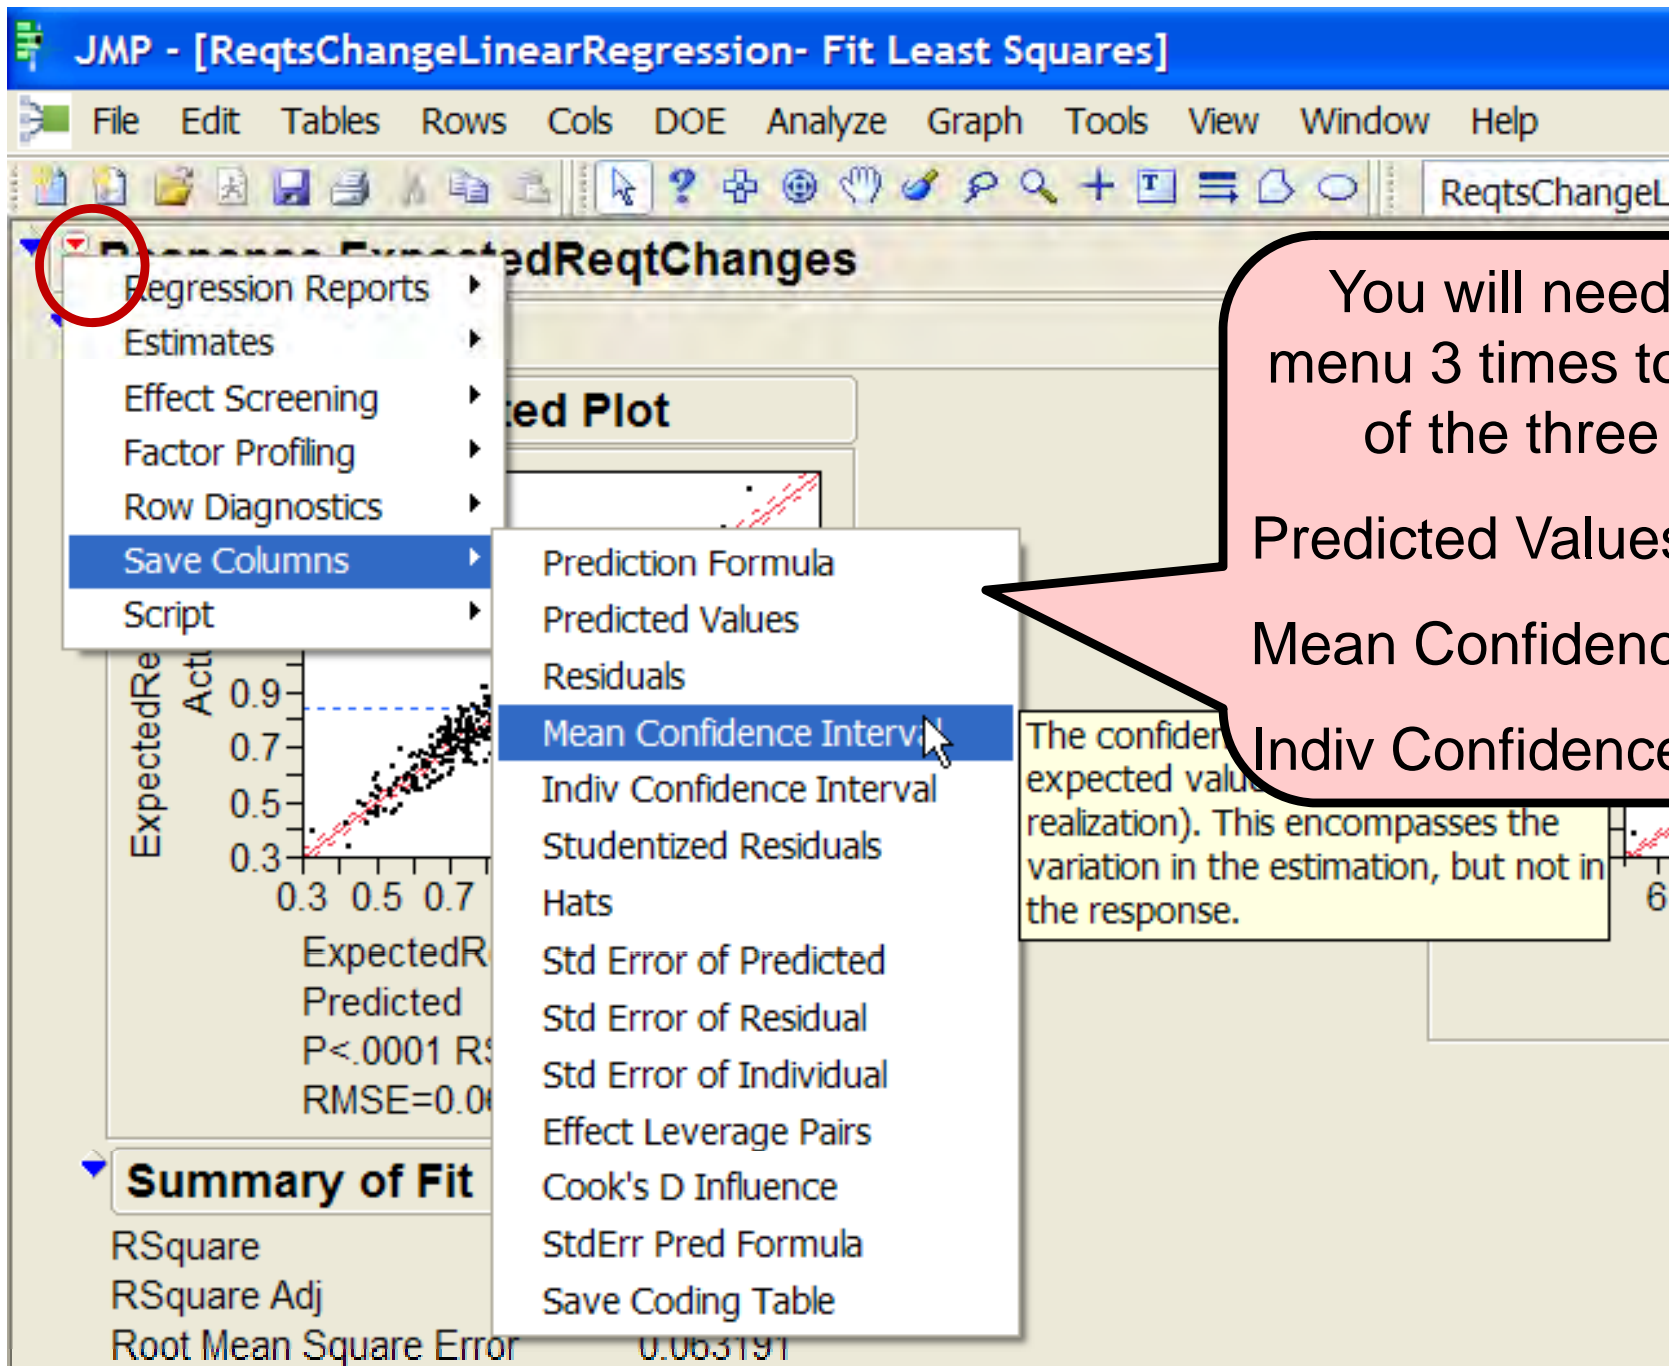 JMP - [ReqtsChangeLinearRegression- Fit Least Squares]
File Edit Tables Rows Cols DOE Analyze Graph Tools View Window Help
ReqtsChangeL
Response ExpectedReqtChanges
Regression Reports
Estimates
Effect Screening
Factor Profiling
Row Diagnostics
Save Columns
Script
ted Plot
Prediction Formula
Predicted Values
Residuals
Mean Confidence Interval
Indiv Confidence Interval
Studentized Residuals
Hats
Std Error of Predicted
Std Error of Residual
Std Error of Individual
Effect Leverage Pairs
Cook's D Influence
StdErr Pred Formula
Save Coding Table
You will need
menu 3 times to
of the three
Predicted Values
Mean Confidenc
Indiv Confidence
The confiden
expected valu
realization). This encompasses the
variation in the estimation, but not in
the response.
ExpectedRe
Actu
0.9
0.7
0.5
0.3
0.3 0.5 0.7
6
ExpectedR
Predicted
P<.0001 RS
RMSE=0.06
Summary of Fit
RSquare
RSquare Adj
Root Mean Square Error 0.063191